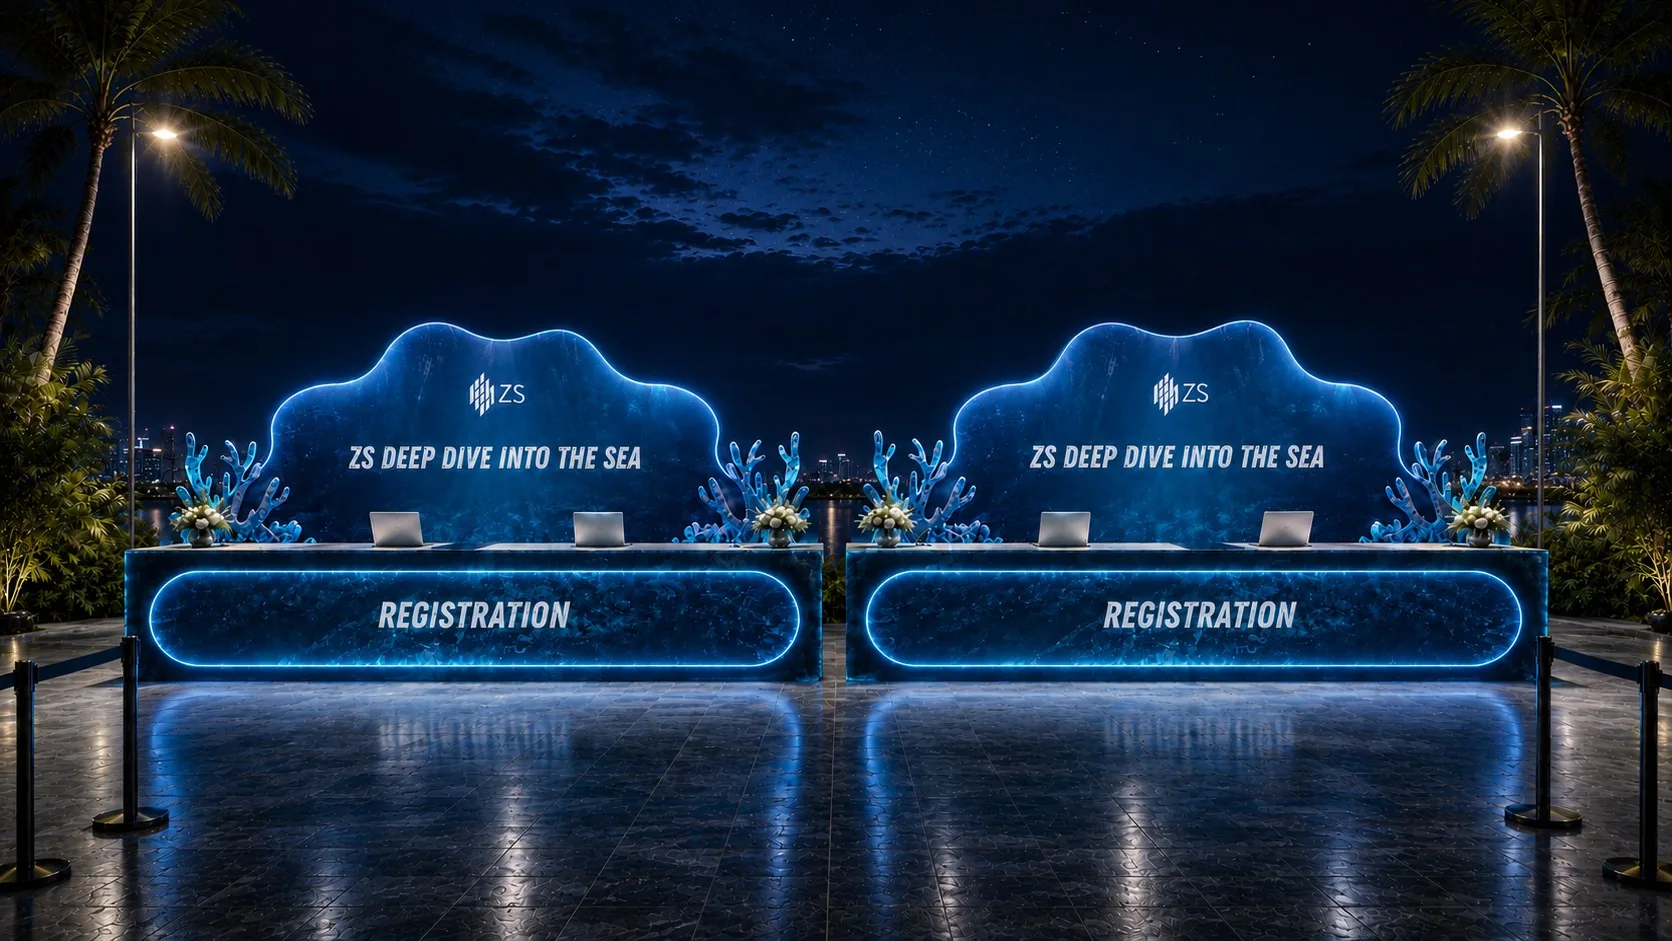 ZS
ZS DEEP DIVE INTO THE SEA
REGISTRATION
ZS
ZS DEEP DIVE INTO THE SEA
REGISTRATION